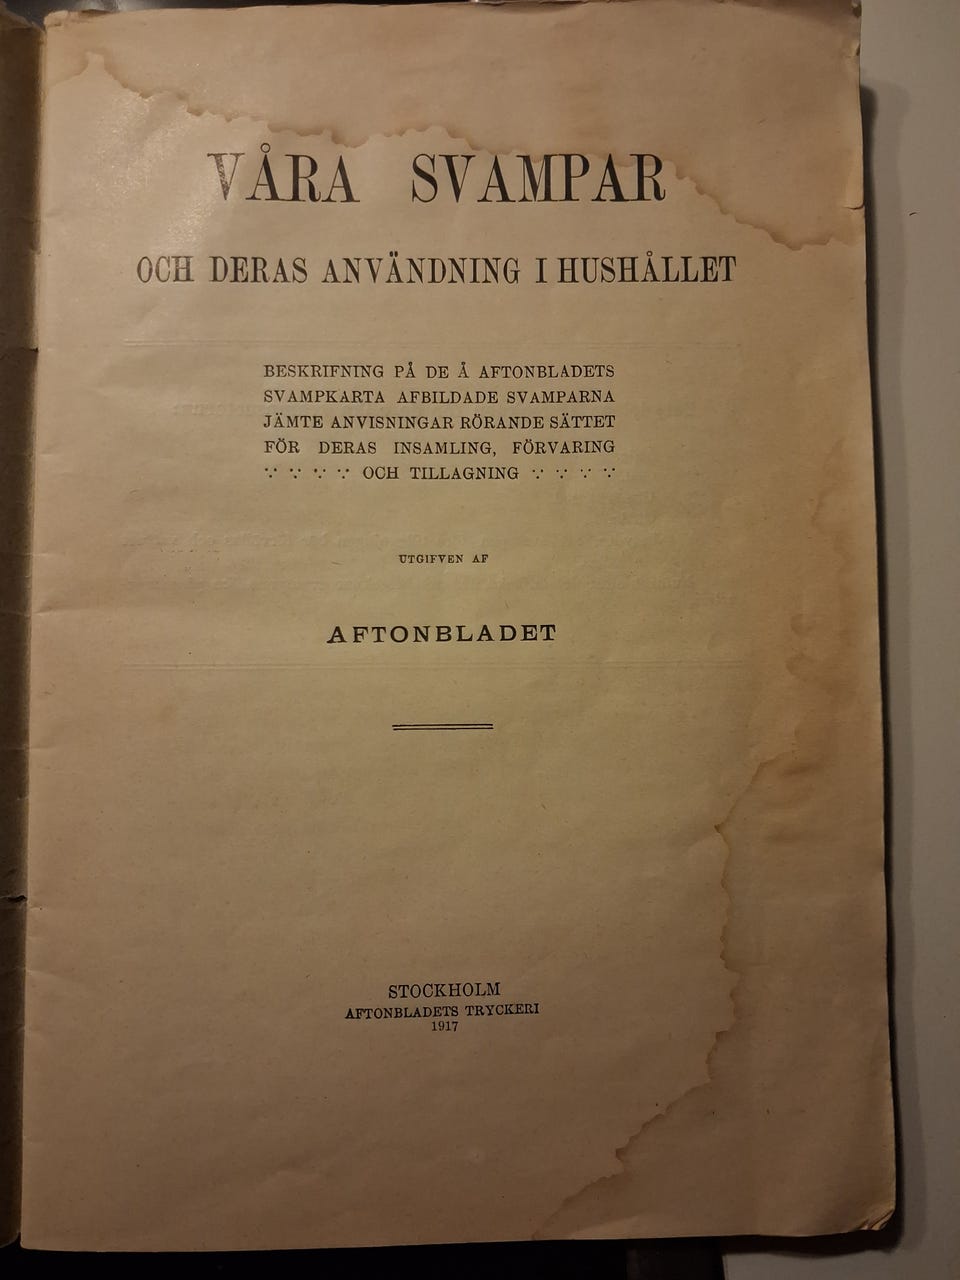 VÅRA SVAMPAR
OCH DERAS ANVÄNDNING I HUSHÅLLET
BESKRIFNING PÅ DE Å AFTONBLADETS
SVAMPKARTA AFBILDADE SVAMPARNA
JÄMTE ANVISNINGAR RÖRANDE SÄTTET
FÖR DERAS INSAMLING, FÖRVARING
∵ ∵ ∵ ∵ OCH TILLAGNING ∵ ∵ ∵ ∵
UTGIFVEN AF
AFTONBLADET
STOCKHOLM
AFTONBLADETS TRYCKERI
1917